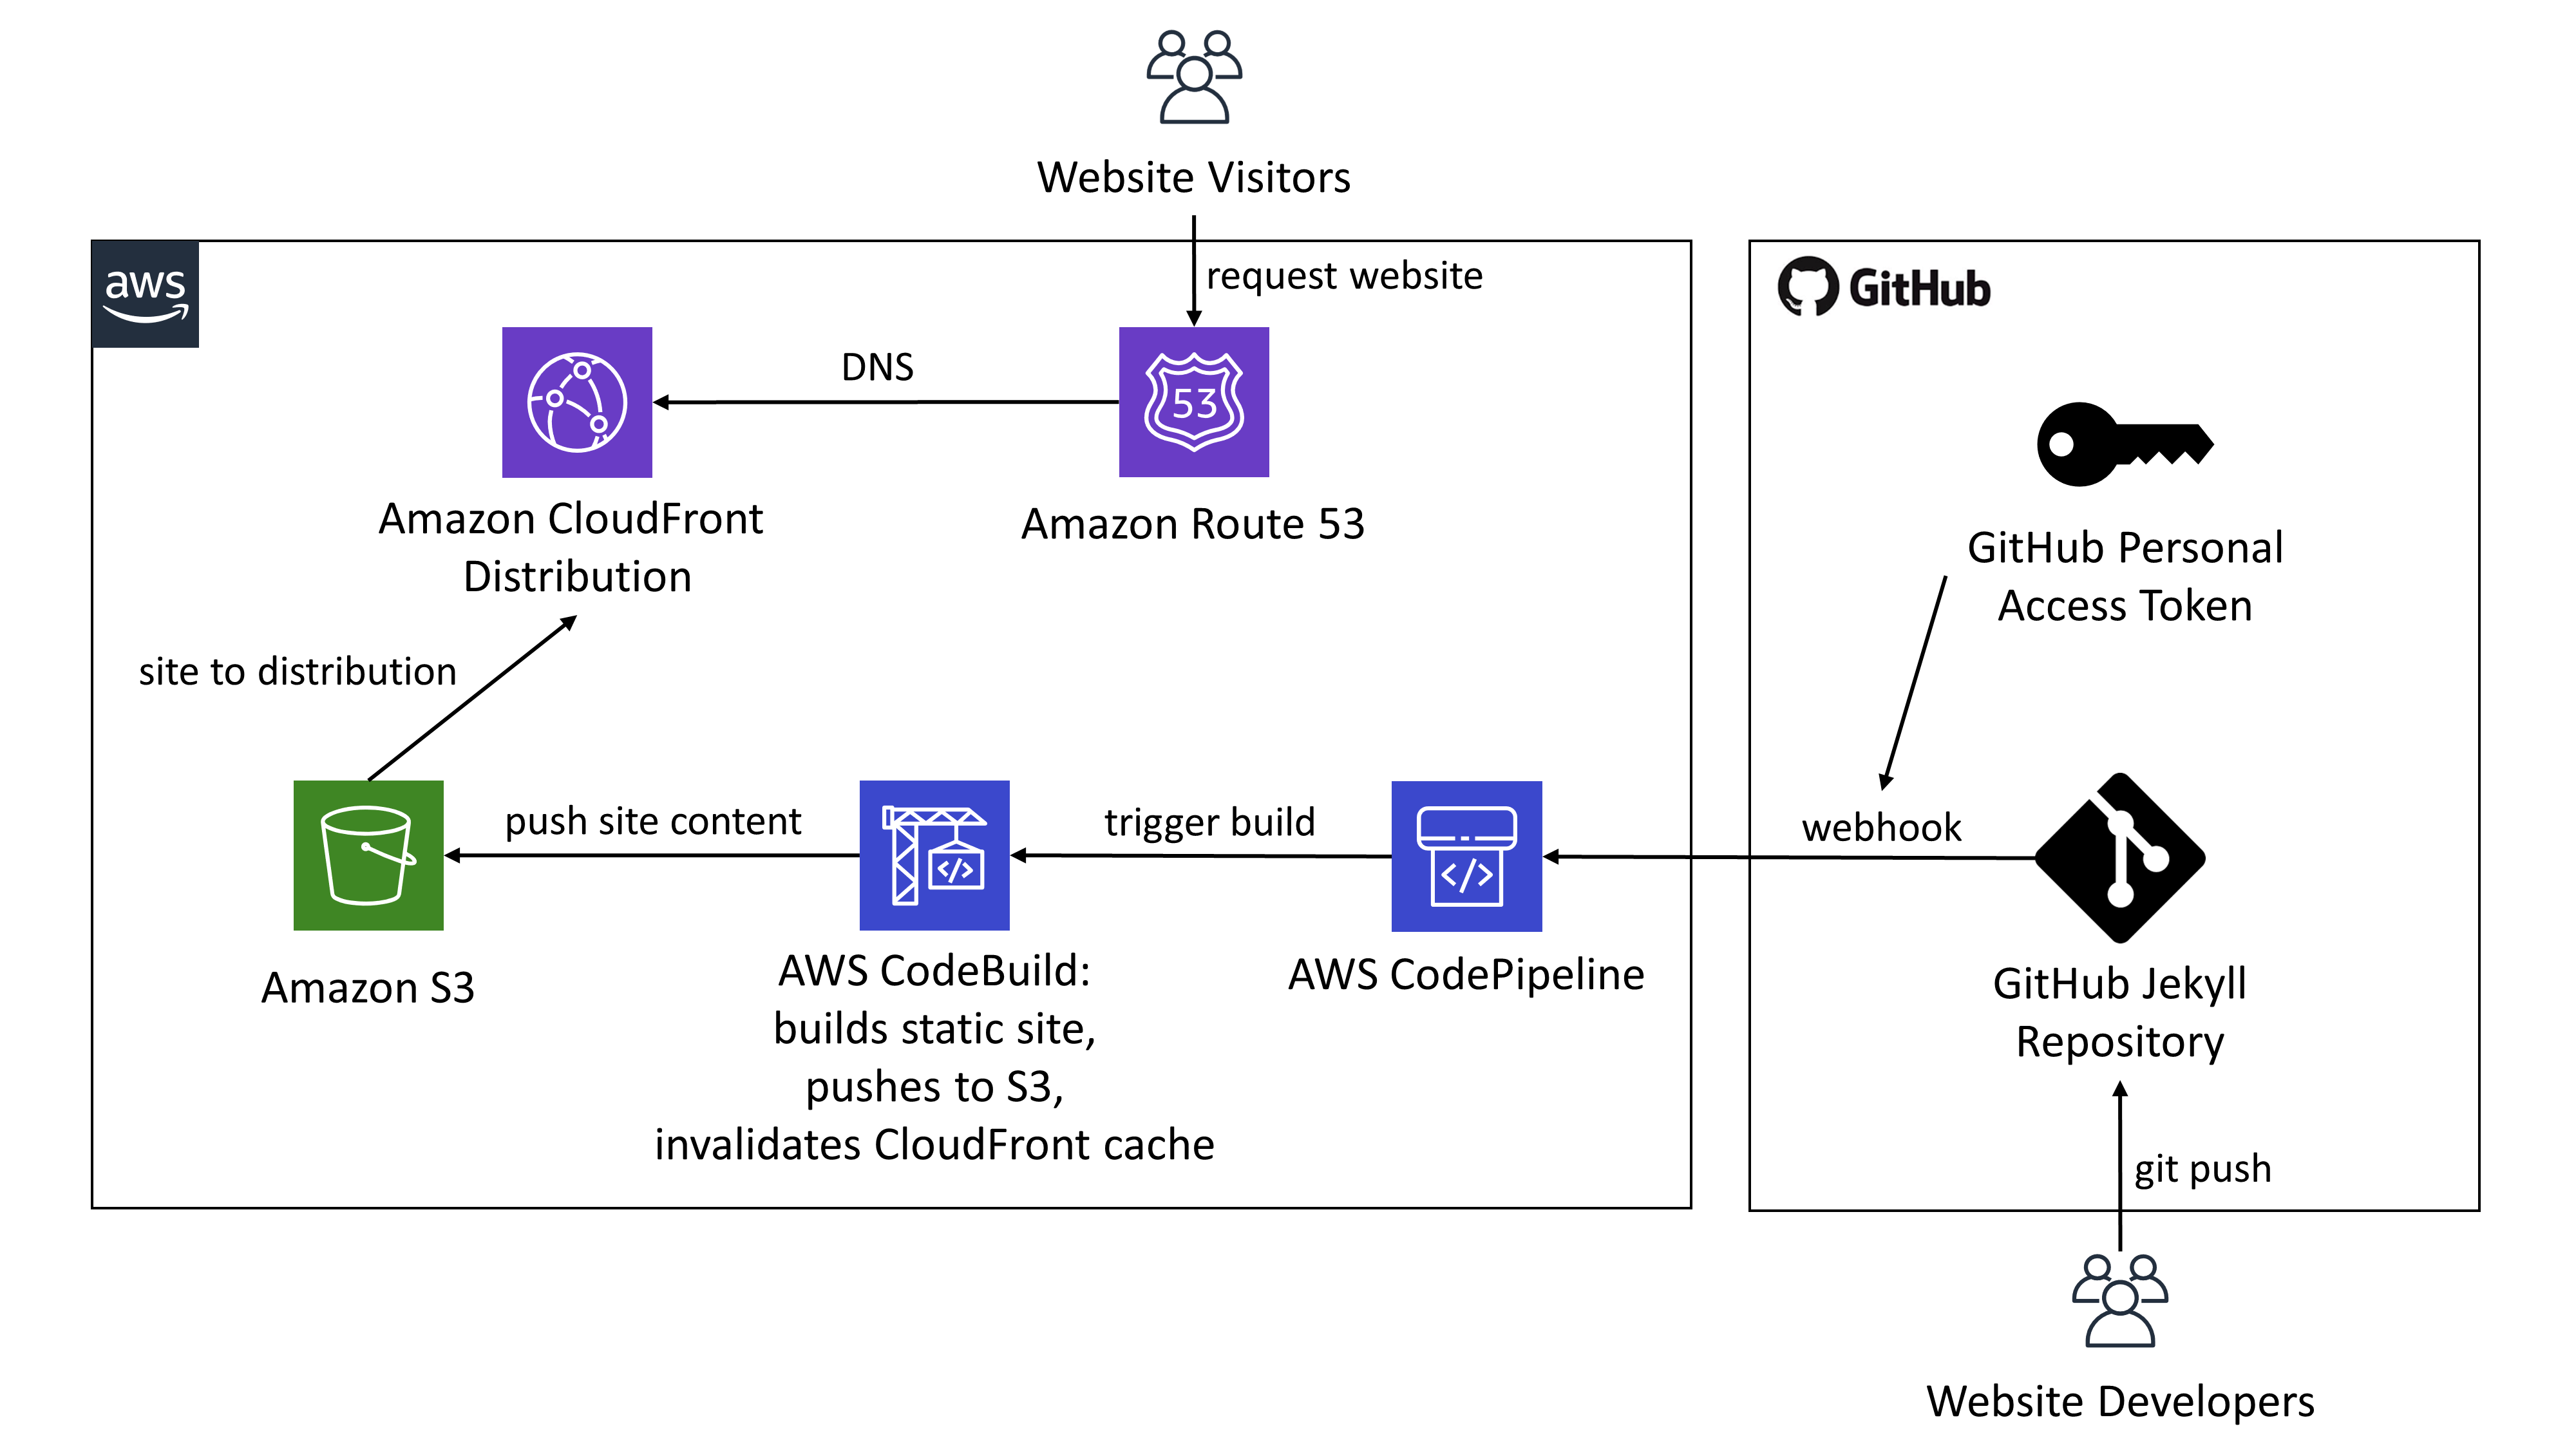 Website Visitors
aws
request website
GitHub
DNS
53
Amazon CloudFront
Distribution
Amazon Route 53
GitHub Personal
Access Token
site to distribution
push site content
trigger build
webhook
</>
</>
Amazon S3
AWS CodeBuild:
builds static site,
pushes to S3,
invalidates CloudFront cache
AWS CodePipeline
GitHub Jekyll
Repository
git push
Website Developers